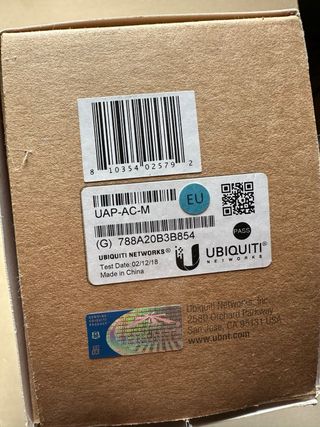 8 10354 02579 2
UAP-AC-M
EU
(G) 788A20B3B854
UBIQUITI NETWORKS®
Test Date: 02/12/18
Made in China
PASS
UBIQUITI
NETWORKS
Ubiquiti Networks, Inc.
2580 Orchard Parkway
San Jose, CA 95131 USA
www.ubnt.com